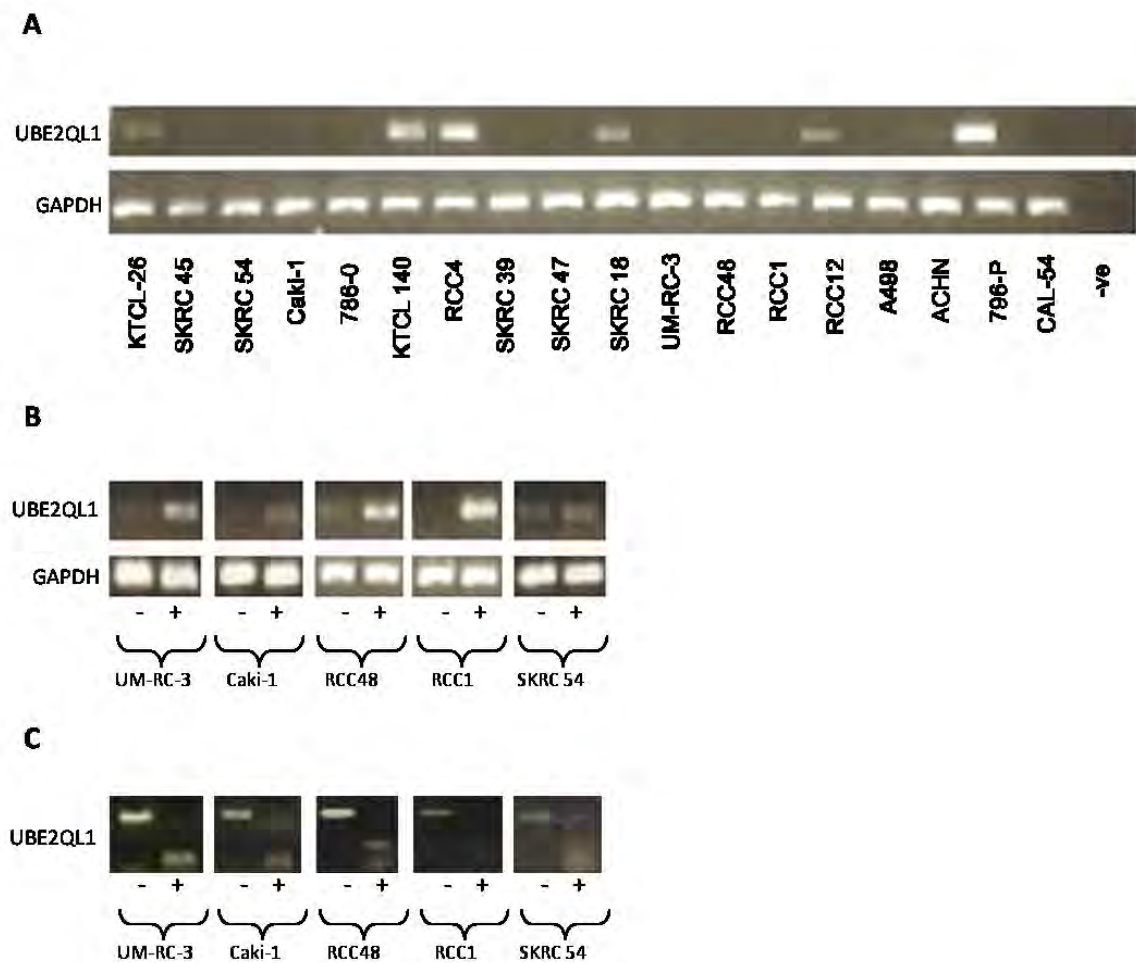 A
UBE2QL1
GAPDH
KTCL-26
SKRC 45
SKRC 54
Caki-1
786-0
KTCL 140
RCC4
SKRC 39
SKRC 47
SKRC 18
UM-RC-3
RCC48
RCC1
RCC12
A498
ACHN
796-P
CAL-54
-ve
B
UBE2QL1
GAPDH
- + - + - + - + - +
UM-RC-3 Caki-1 RCC48 RCC1 SKRC 54
C
UBE2QL1
- + - + - + - + - +
UM-RC-3 Caki-1 RCC48 RCC1 SKRC 54